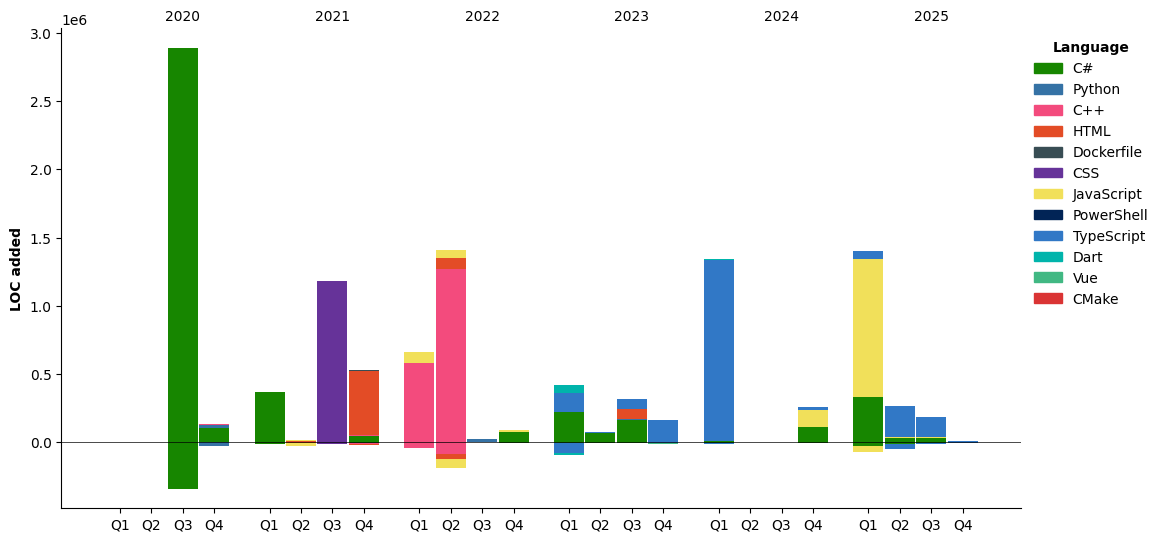 1e6
2020 2021 2022 2023 2024 2025
3.0
2.5
2.0
1.5
1.0
0.5
0.0
LOC added
Q1 Q2 Q3 Q4 Q1 Q2 Q3 Q4 Q1 Q2 Q3 Q4 Q1 Q2 Q3 Q4 Q1 Q2 Q3 Q4 Q1 Q2 Q3 Q4
Language
C#
Python
C++
HTML
Dockerfile
CSS
JavaScript
PowerShell
TypeScript
Dart
Vue
CMake